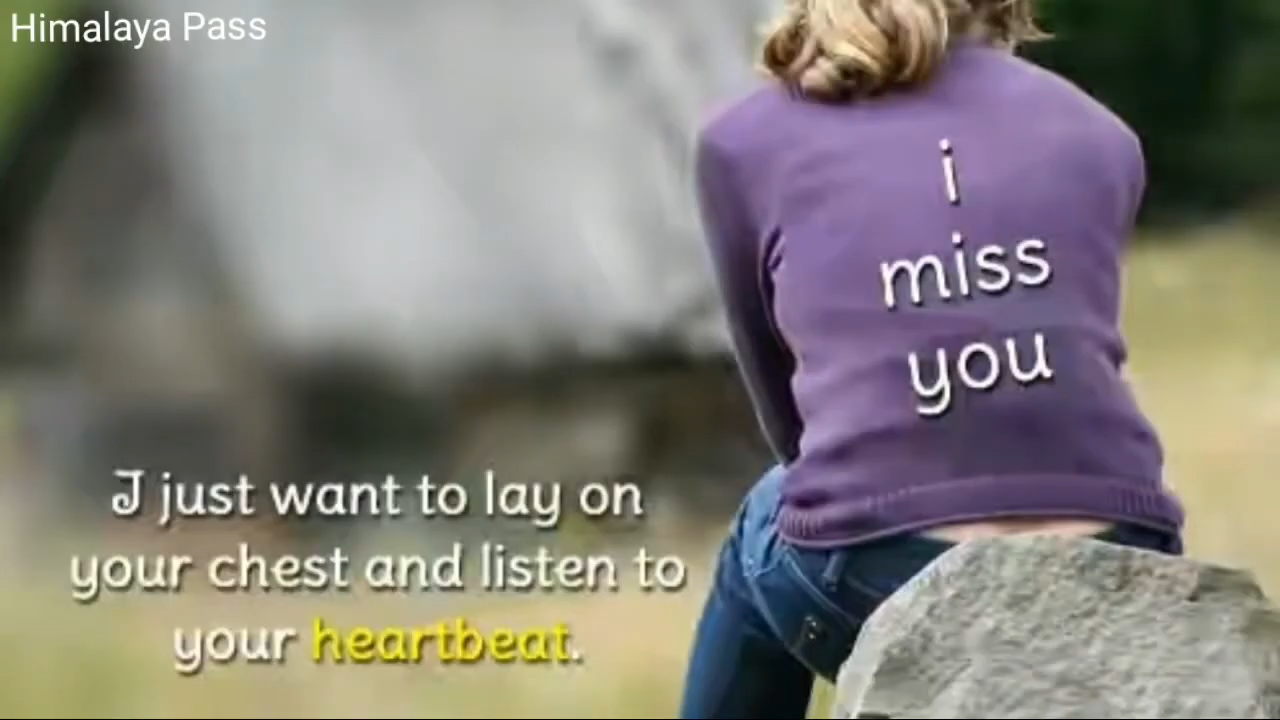 Himalaya Pass
i
miss
you
I just want to lay on
your chest and listen to
your heartbeat.